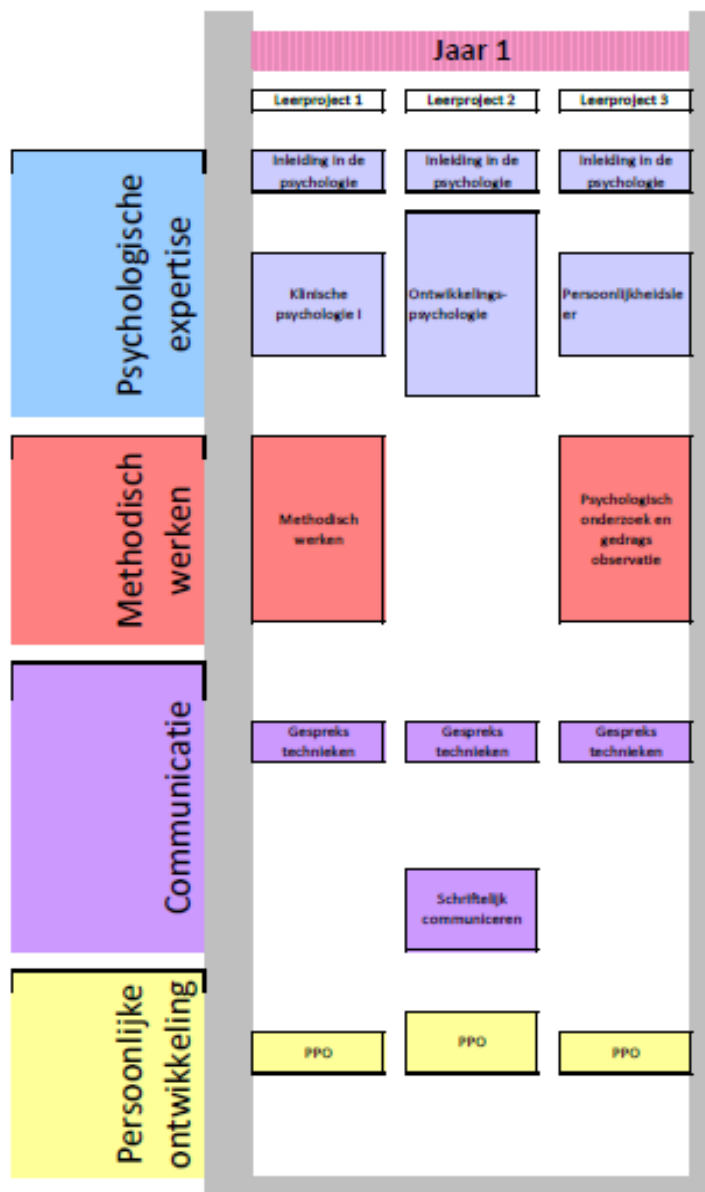 Jaar 1
Leerproject 1
Leerproject 2
Leerproject 3
Psychologische
expertise
Inleiding in de
psychologie
Inleiding in de
psychologie
Inleiding in de
psychologie
Klinische
psychologie I
Ontwikkelings-
psychologie
Persoonlijkheidsle
er
Methodisch
werken
Methodisch
werken
Psychologisch
onderzoek en
gedrags
observatie
Communicatie
Gespreks
technieken
Gespreks
technieken
Gespreks
technieken
Schriftelijk
communiceren
Persoonlijke
ontwikkeling
PPO
PPO
PPO